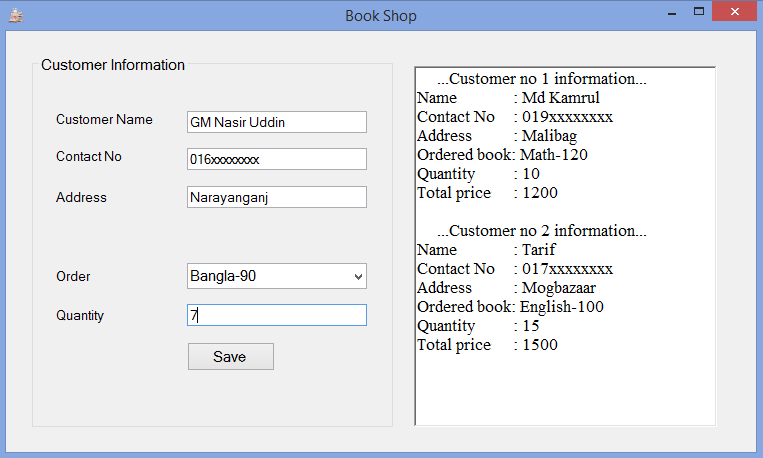 Book Shop
Customer Information
Customer Name GM Nasir Uddin
Contact No 016xxxxxxxx
Address Narayanganj
Order Bangla-90
Quantity 7
Save
...Customer no 1 information...
Name : Md Kamrul
Contact No : 019xxxxxxxx
Address : Malibag
Ordered book: Math-120
Quantity : 10
Total price : 1200
...Customer no 2 information...
Name : Tarif
Contact No : 017xxxxxxxx
Address : Mogbazaar
Ordered book: English-100
Quantity : 15
Total price : 1500